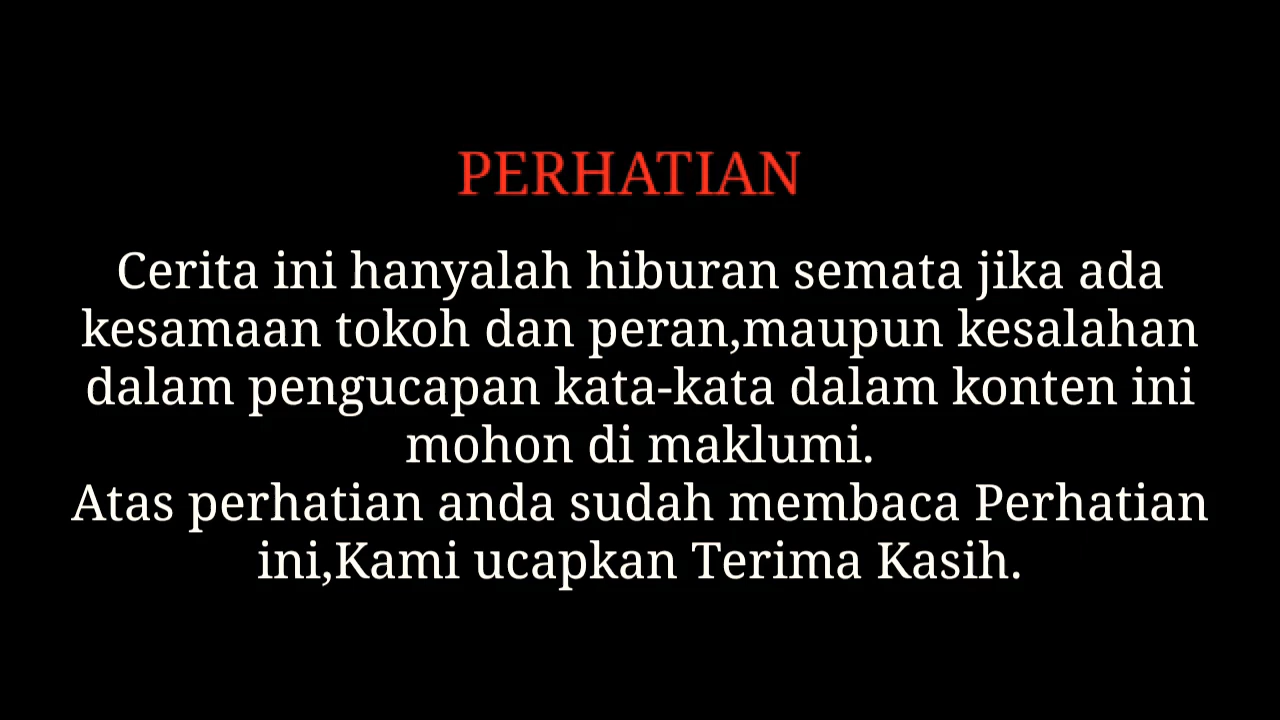 PERHATIAN
Cerita ini hanyalah hiburan semata jika ada
kesamaan tokoh dan peran,maupun kesalahan
dalam pengucapan kata-kata dalam konten ini
mohon di maklumi.
Atas perhatian anda sudah membaca Perhatian
ini,Kami ucapkan Terima Kasih.